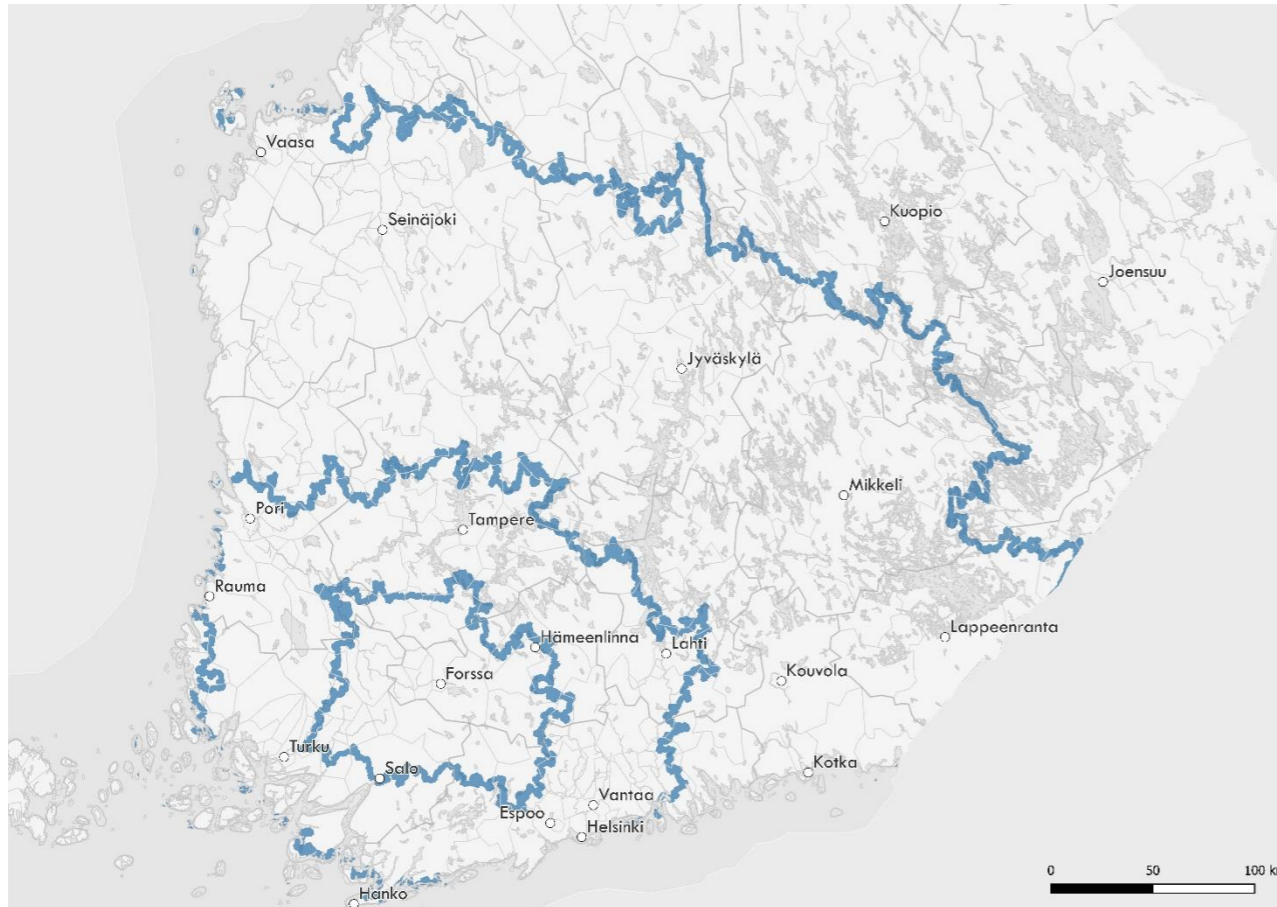 Vaasa
Seinäjoki
Kuopio
Joensuu
Jyväskylä
Mikkeli
Pori
Tampere
Rauma
Hämeenlinna
Lahti
Lappeenranta
Forssa
Kouvola
Turku
Salo
Kotka
Vantaa
Espoo
Helsinki
Hanko
0 50 100 k